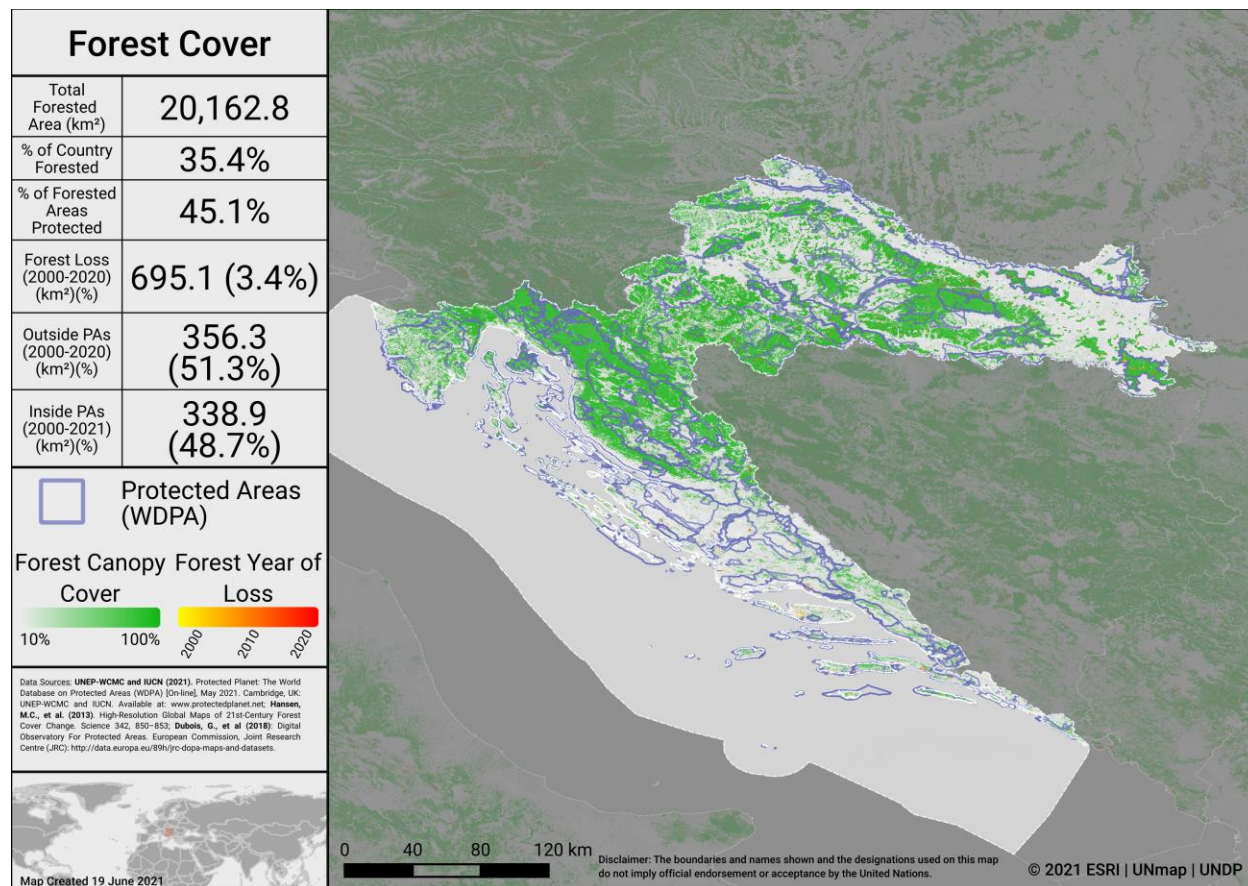 Forest Cover
Total
Forested
Area (km²)
20,162.8
% of Country
Forested
35.4%
% of Forested
Areas
Protected
45.1%
Forest Loss
(2000-2020)
(km²)(%)
695.1 (3.4%)
Outside PAs
(2000-2020)
(km²)(%)
356.3
(51.3%)
Inside PAs
(2000-2021)
(km²)(%)
338.9
(48.7%)
Protected Areas
(WDPA)
Forest Canopy
Cover
10% 100%
Forest Year of
Loss
2000 2010 2020
Data Sources: UNEP-WCMC and IUCN (2021). Protected Planet: The World
Database on Protected Areas (WDPA) [On-line], May 2021. Cambridge, UK:
UNEP-WCMC and IUCN. Available at: www.protectedplanet.net; Hansen,
M.C., et al. (2013). High-Resolution Global Maps of 21st-Century Forest
Cover Change. Science 342, 850–853; Dubois, G., et al (2018): Digital
Observatory For Protected Areas. European Commission, Joint Research
Centre (JRC): http://data.europa.eu/89h/jrc-dopa-maps-and-datasets.
Map Created 19 June 2021
0 40 80 120 km
Disclaimer: The boundaries and names shown and the designations used on this map
do not imply official endorsement or acceptance by the United Nations.
© 2021 ESRI | UNmap | UNDP